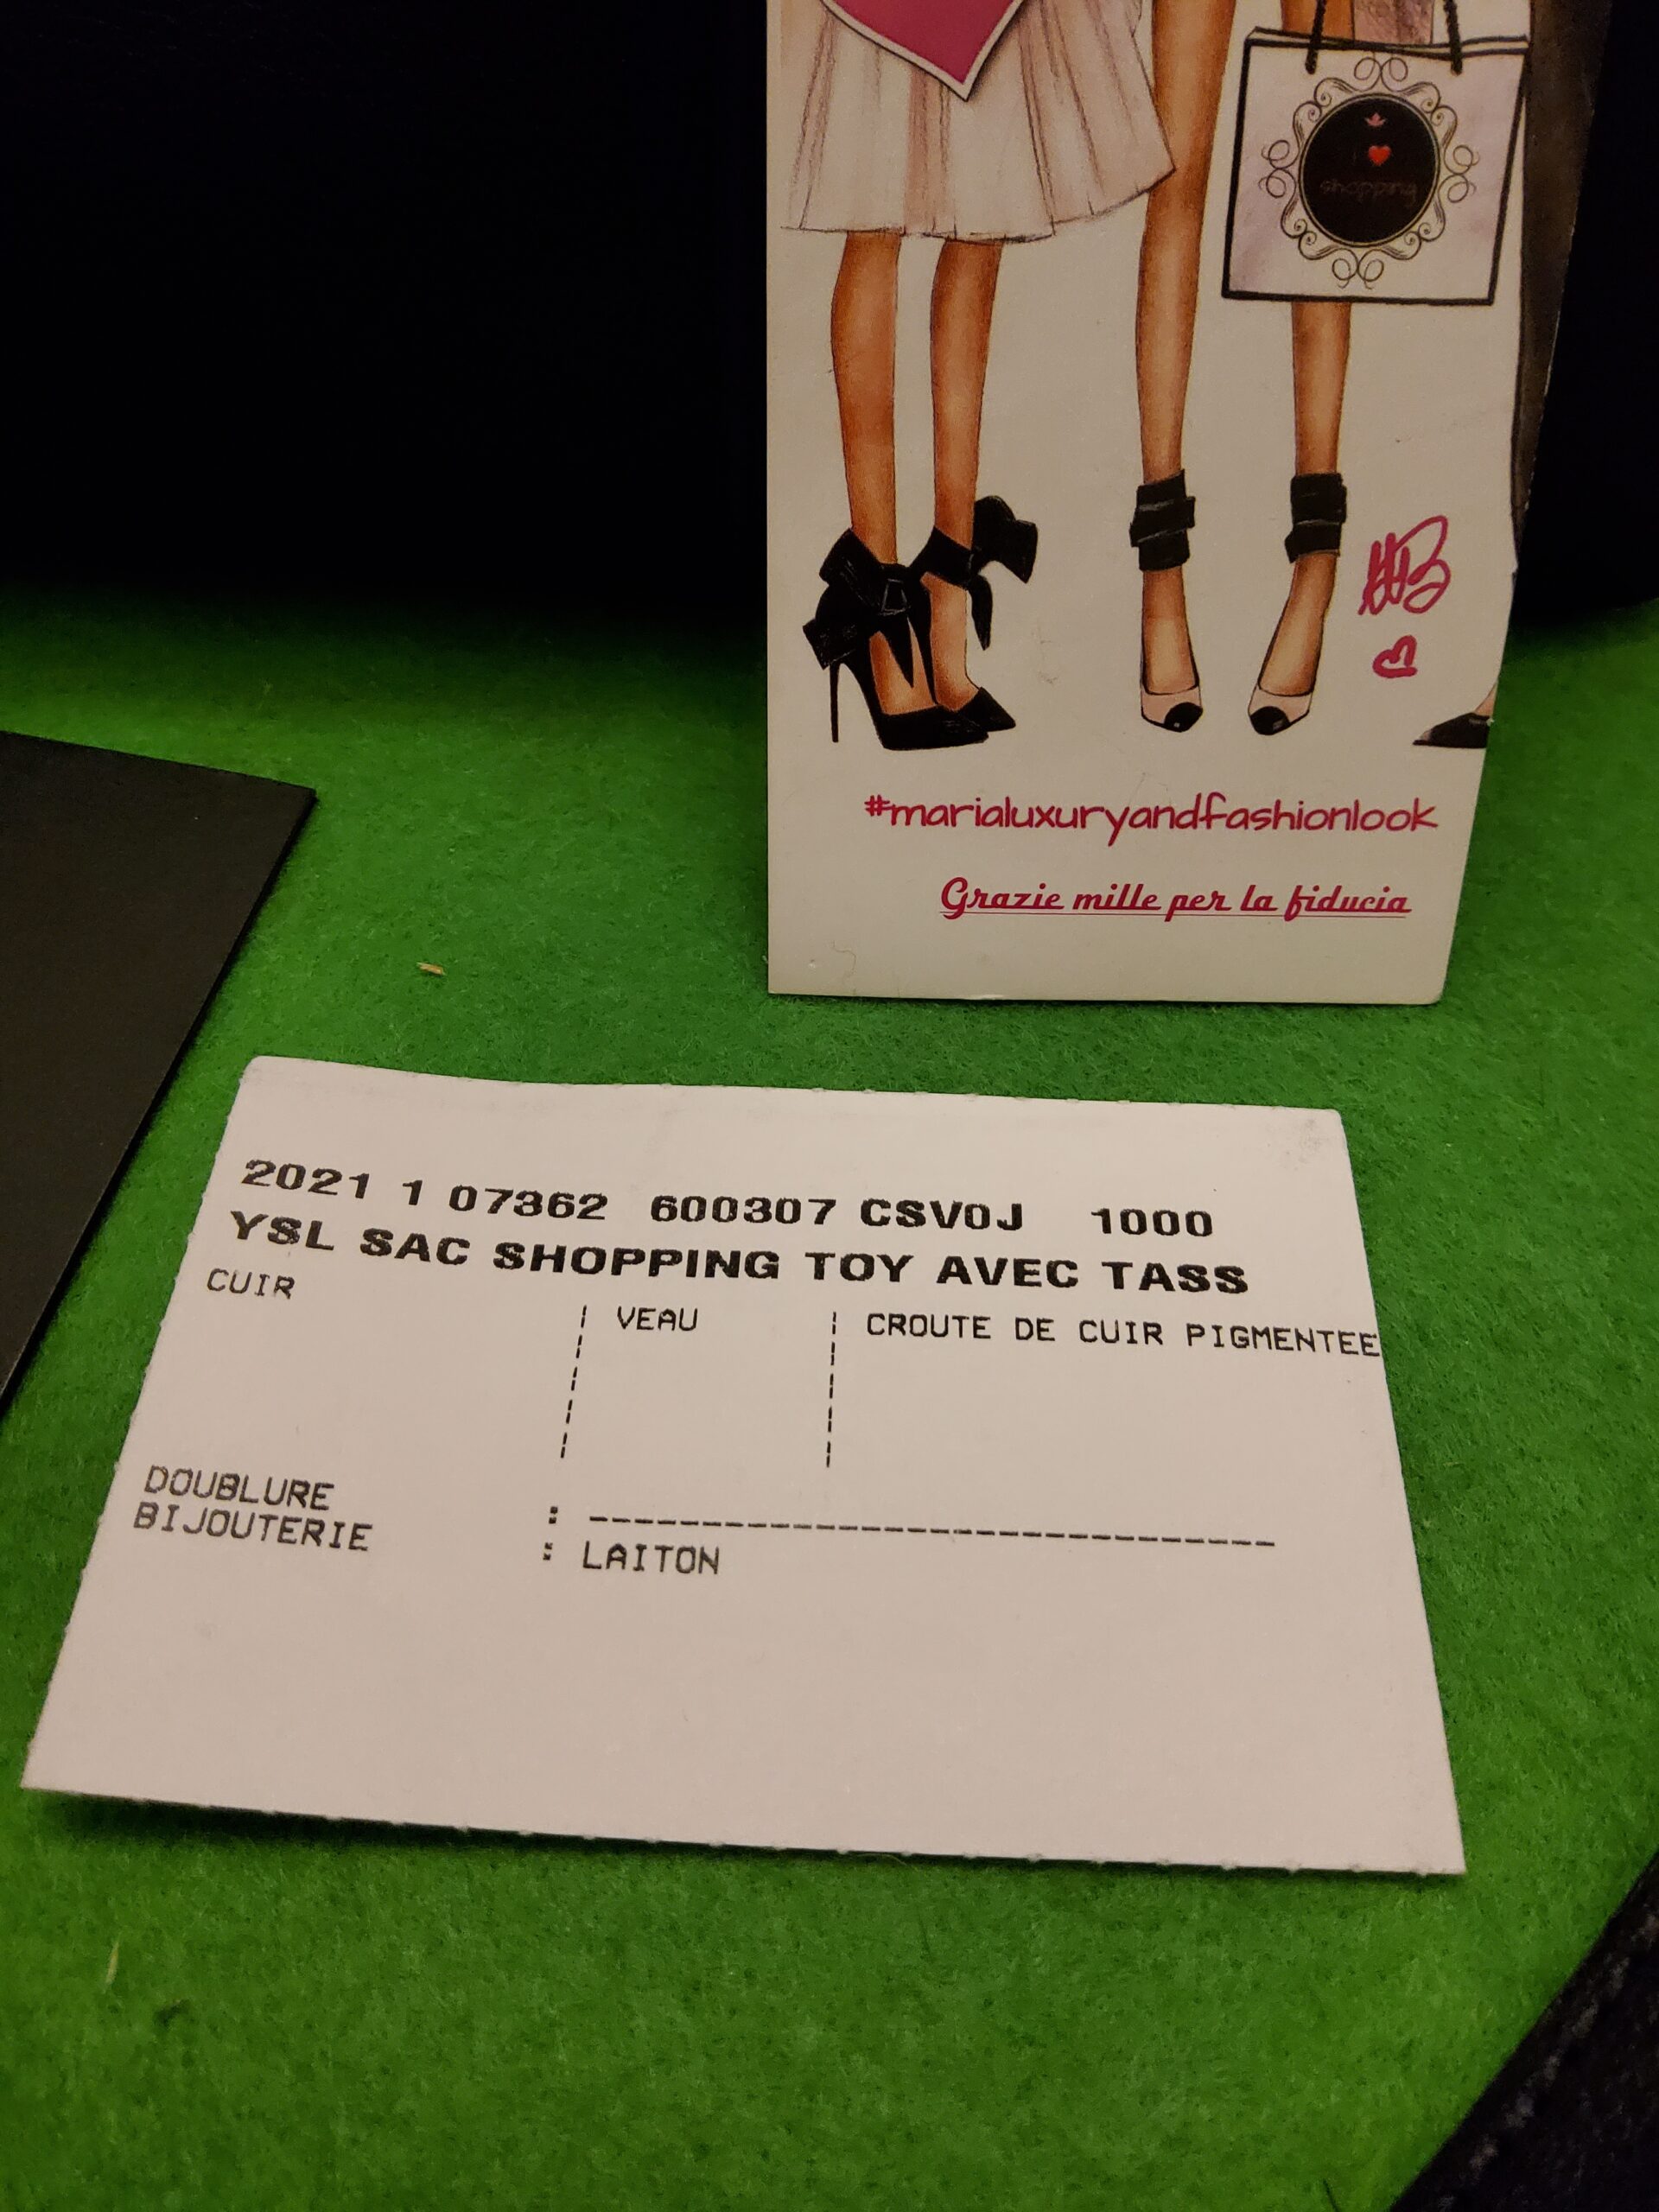 I ❤
shopping
#marialuxuryandfashionlook
Grazie mille per la fiducia
2021 1 07362 600307 CSV0J 1000
YSL SAC SHOPPING TOY AVEC TASS
CUIR ¦ VEAU ¦ CROUTE DE CUIR PIGMENTEE
DOUBLURE : ------------------------------
BIJOUTERIE : LAITON